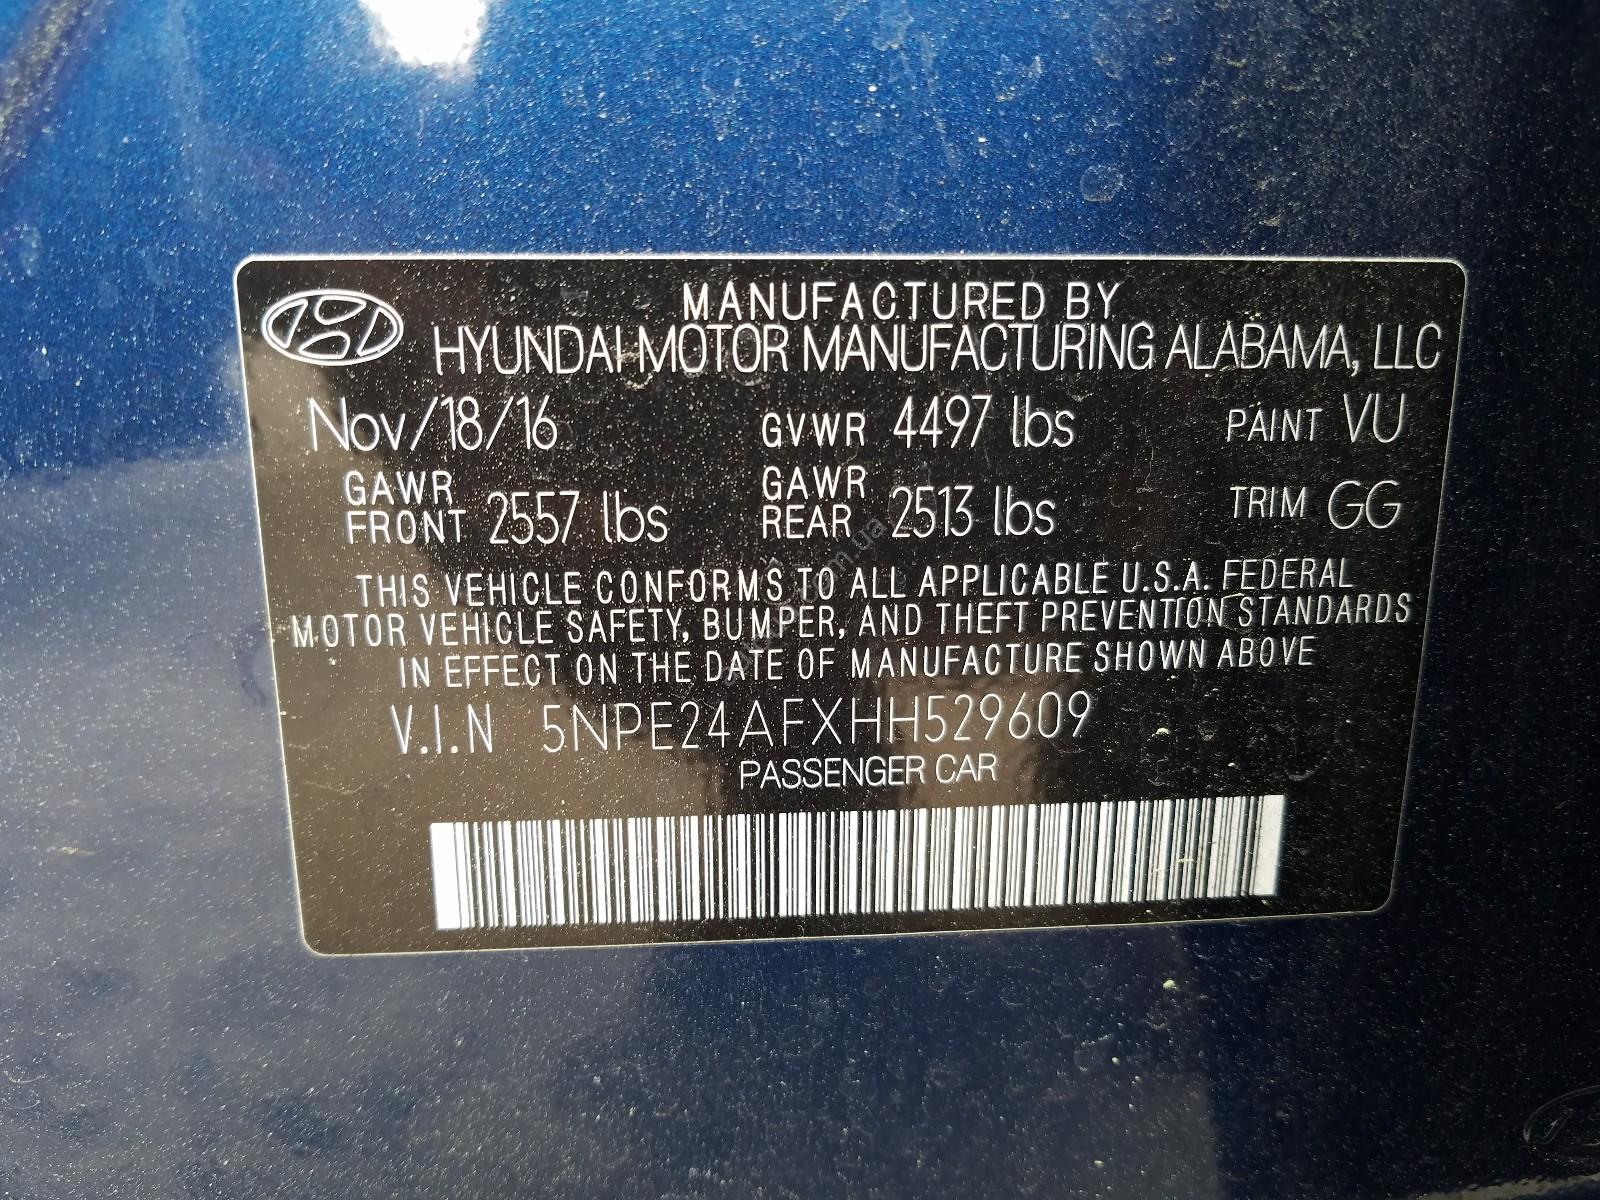 MANUFACTURED BY
HYUNDAI MOTOR MANUFACTURING ALABAMA, LLC
Nov/18/16 GVWR 4497 lbs PAINT VU
GAWR FRONT 2557 lbs GAWR REAR 2513 lbs TRIM GG
THIS VEHICLE CONFORMS TO ALL APPLICABLE U.S.A. FEDERAL
MOTOR VEHICLE SAFETY, BUMPER, AND THEFT PREVENTION STANDARDS
IN EFFECT ON THE DATE OF MANUFACTURE SHOWN ABOVE
V.I.N 5NPE24AFXHH529609
PASSENGER CAR